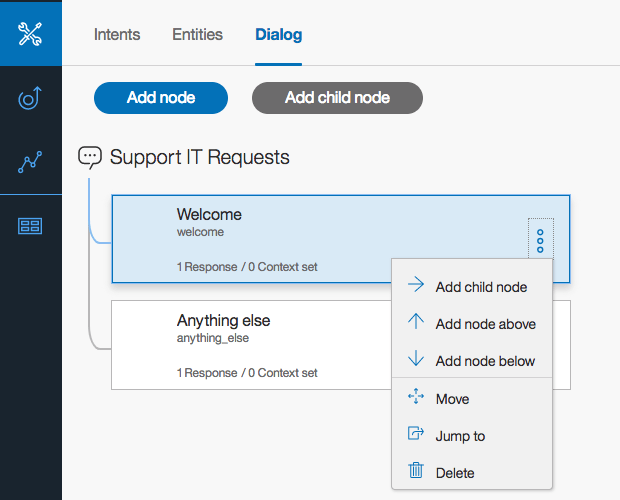 Intents Entities Dialog
Add node Add child node
Support IT Requests
Welcome
welcome
1 Response / 0 Context set
Add child node
Add node above
Add node below
Move
Jump to
Delete
Anything else
anything_else
1 Response / 0 Context set